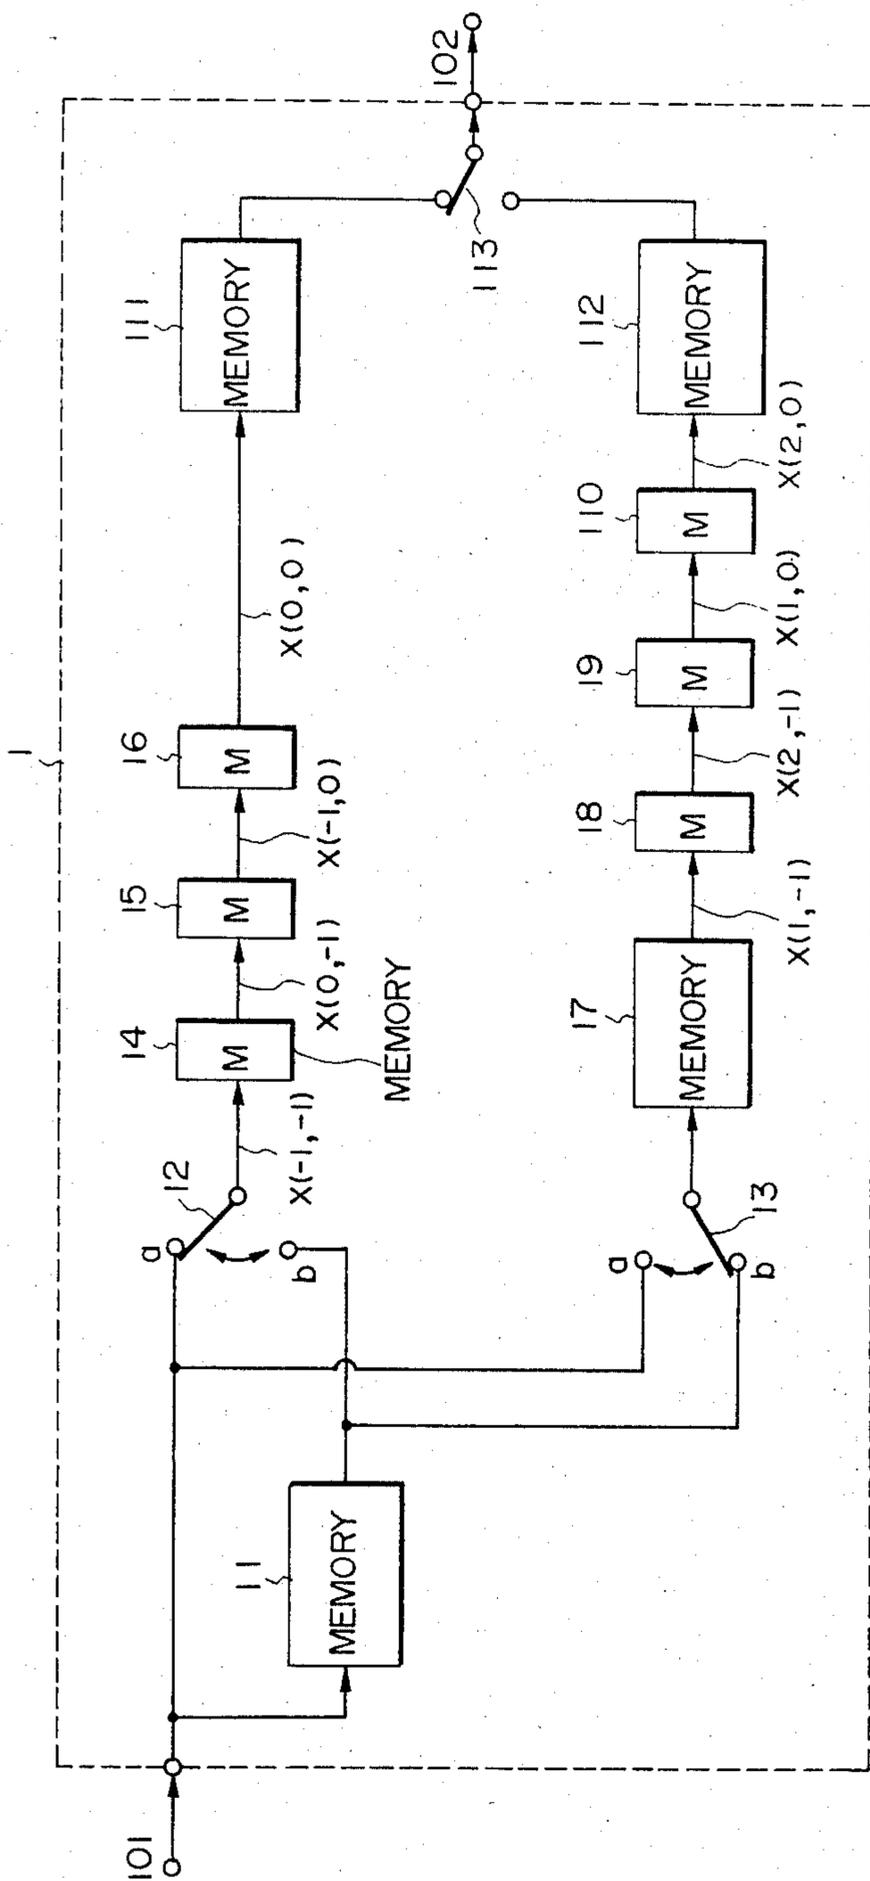 1
101
11
MEMORY
a
b
12
X(-1,-1)
14
M
MEMORY
X(0,-1)
15
M
X(-1,0)
16
M
X(0,0)
111
MEMORY
a
b
13
17
MEMORY
X(1,-1)
18
M
X(2,-1)
19
M
X(1,0)
110
M
X(2,0)
112
MEMORY
113
102